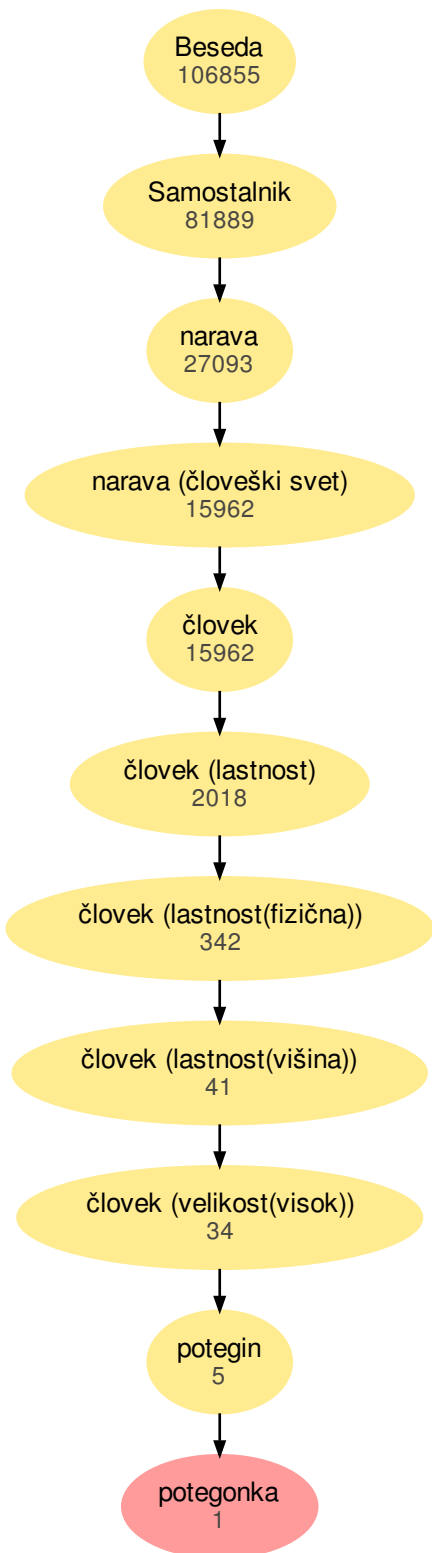 Beseda
106855
Samostalnik
81889
narava
27093
narava (človeški svet)
15962
človek
15962
človek (lastnost)
2018
človek (lastnost(fizična))
342
človek (lastnost(višina))
41
človek (velikost(visok))
34
potegin
5
potegonka
1